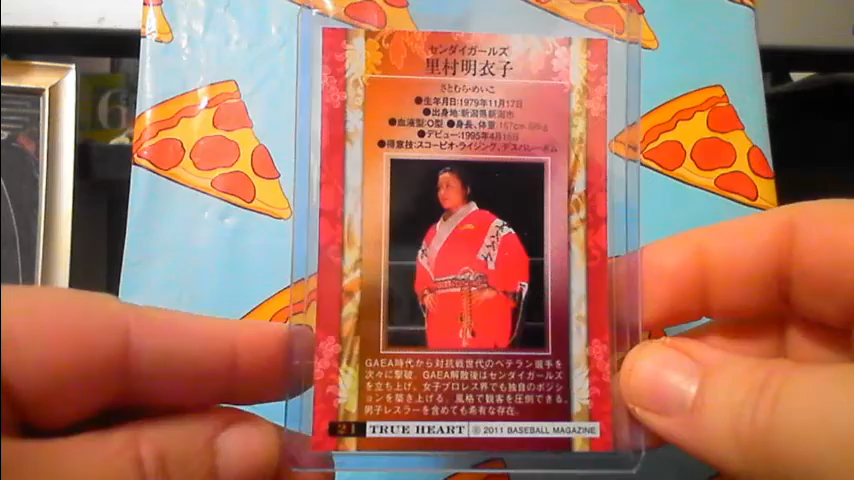 センダイガールズ
里村明衣子
さとむら・めいこ
●生年月日:1979年11月17日
●出身地:新潟県新潟市
●血液型:O型 ●身長、体重:167cm、68kg
●デビュー:1995年4月15日
●得意技:スコーピオ・ライジング、デスバレーボム
GAEA時代から対抗戦世代のベテラン選手を
次々に撃破。GAEA解散後はセンダイガールズ
を立ち上げ、女子プロレス界でも独自のポジシ
ョンを築き上げる。風格で観客を圧倒できる、
男子レスラーを含めても希有な存在。
21 TRUE HEART © 2011 BASEBALL MAGAZINE
6